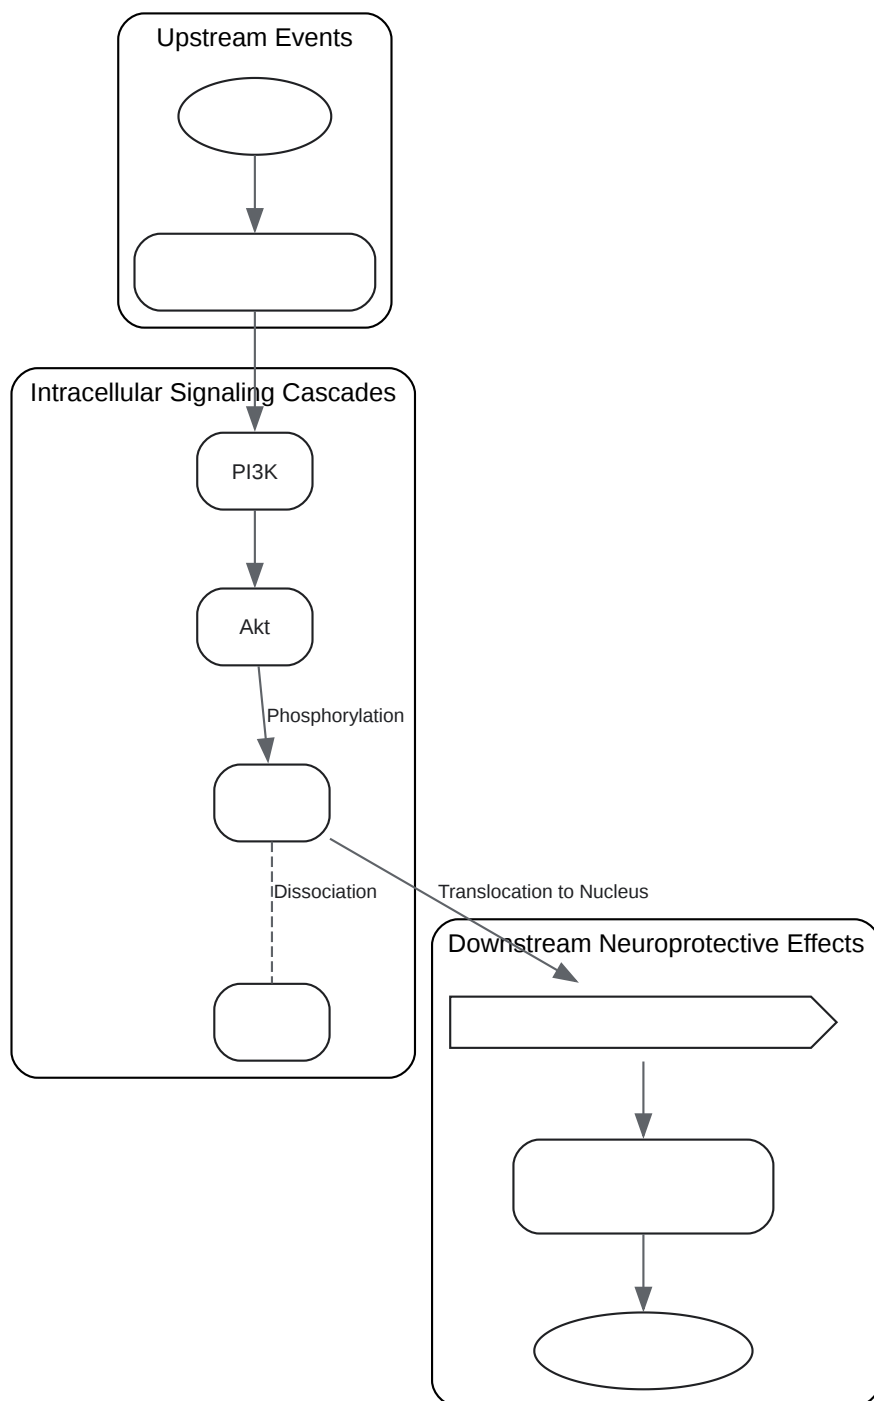 Upstream Events
Intracellular Signaling Cascades
PI3K
Akt
Phosphorylation
Dissociation
Translocation to Nucleus
Downstream Neuroprotective Effects